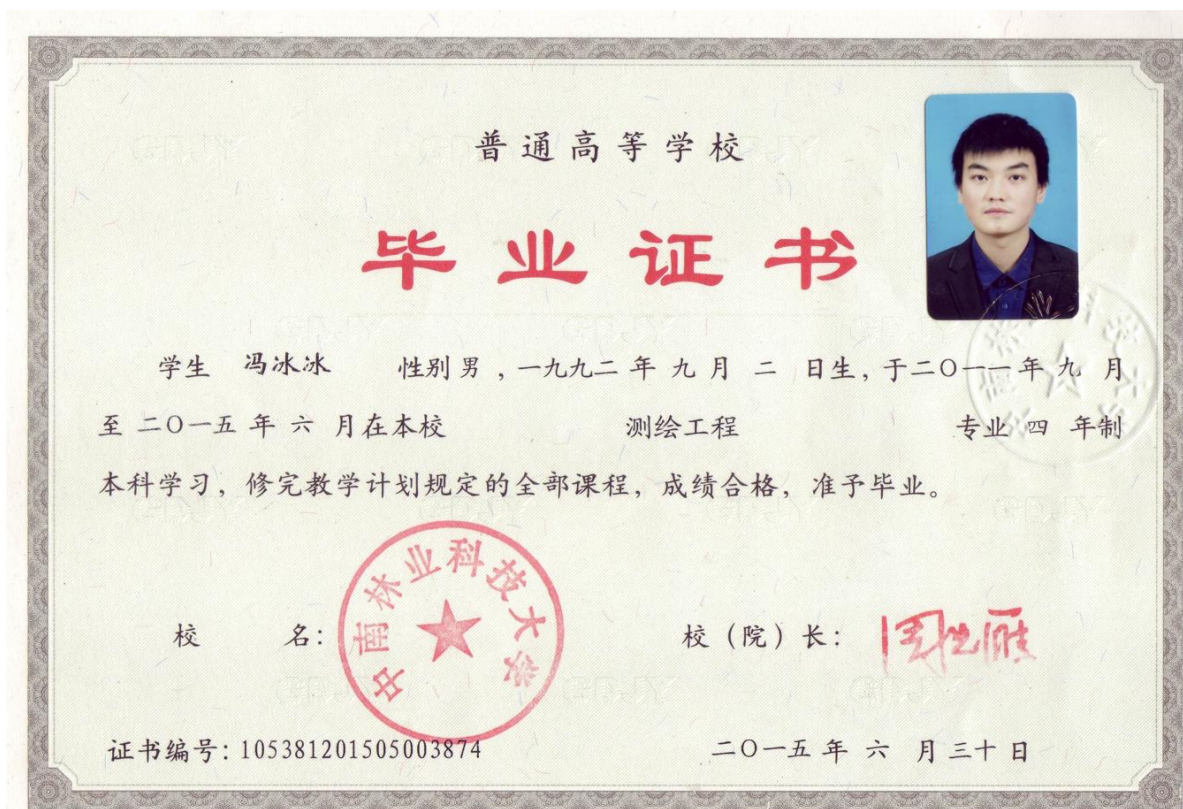 普通高等学校
毕业证书
学生 冯冰冰 性别 男 , 一九九二 年 九 月 二 日生, 于二〇一一年 九 月
至 二〇一五 年 六 月在本校 测绘工程 专业 四 年制
本科学习, 修完教学计划规定的全部课程, 成绩合格, 准予毕业。
校 名: 中南林业科技大学
校 (院) 长:
证书编号: 105381201505003874 二〇一五 年 六 月三十日